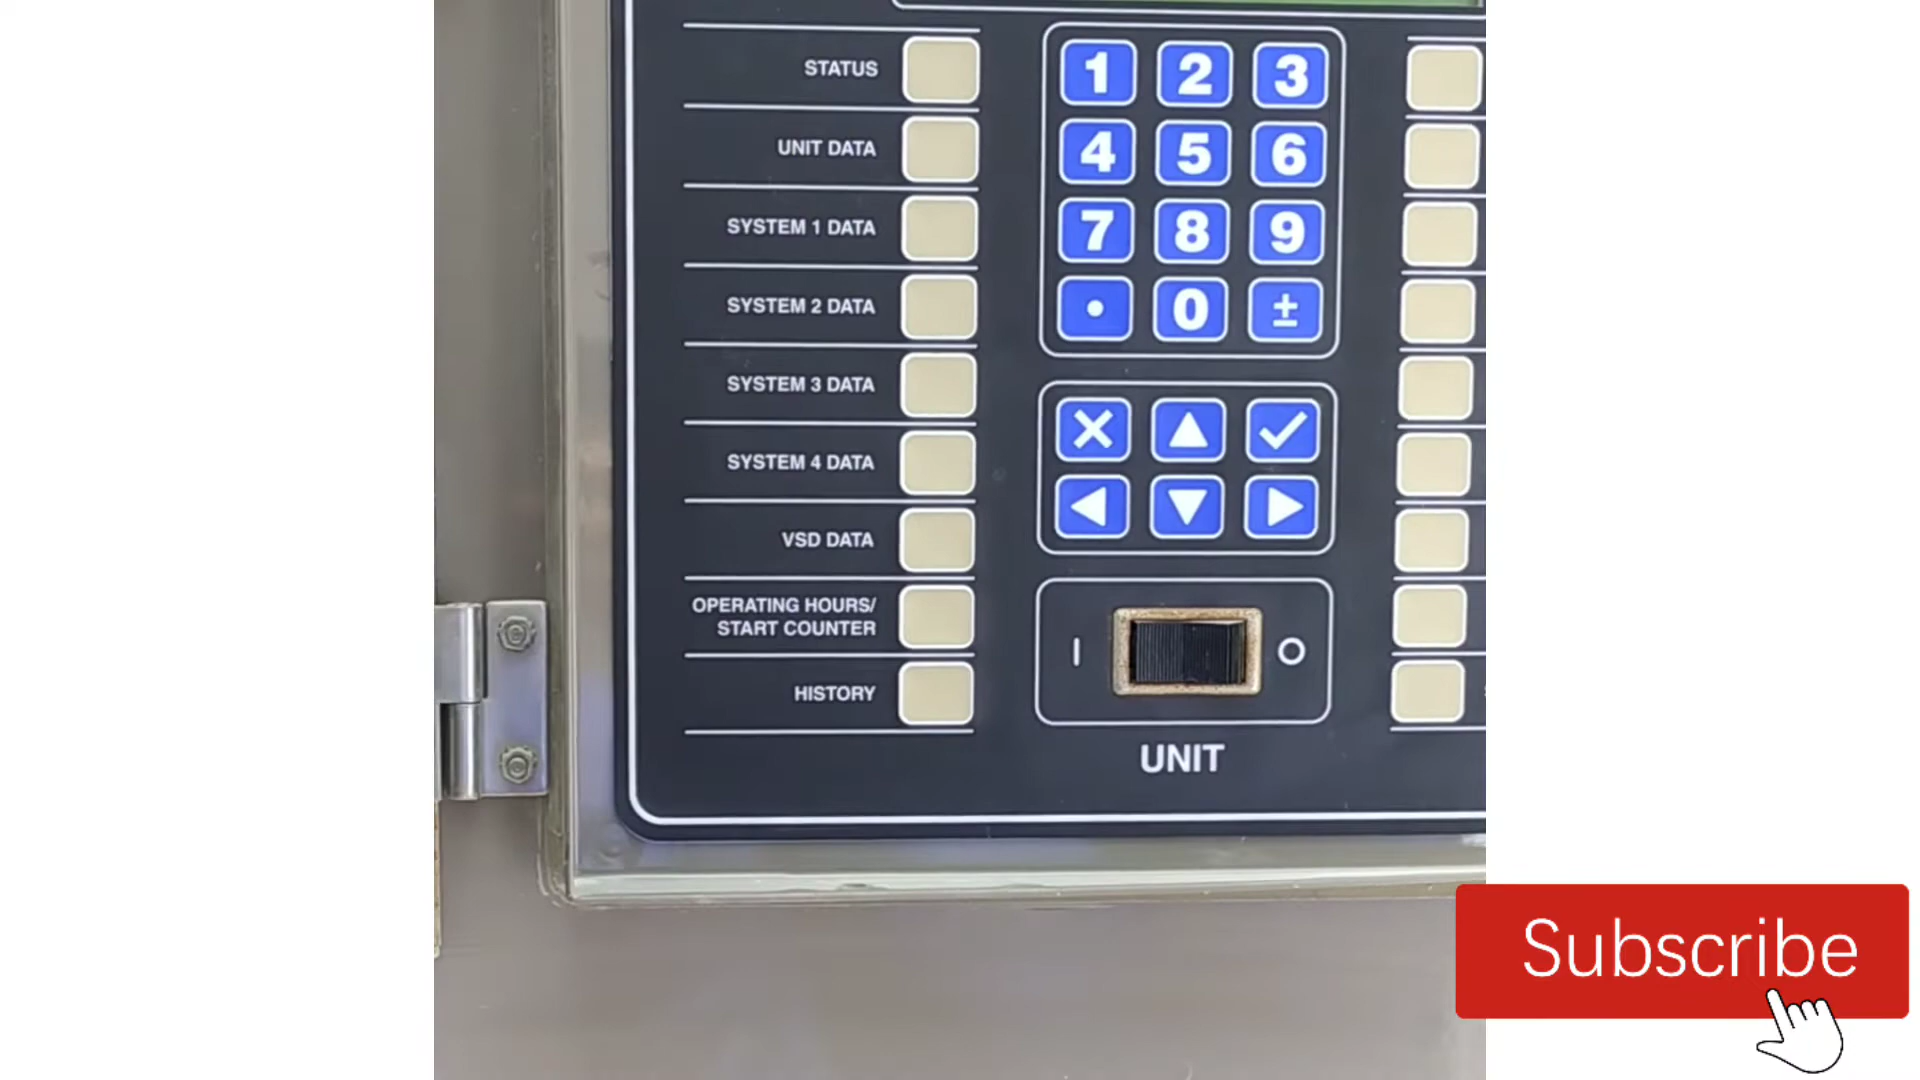 STATUS
UNIT DATA
SYSTEM 1 DATA
SYSTEM 2 DATA
SYSTEM 3 DATA
SYSTEM 4 DATA
VSD DATA
OPERATING HOURS/
START COUNTER
HISTORY
1 2 3
4 5 6
7 8 9
• 0 ±
I O
UNIT
Subscribe